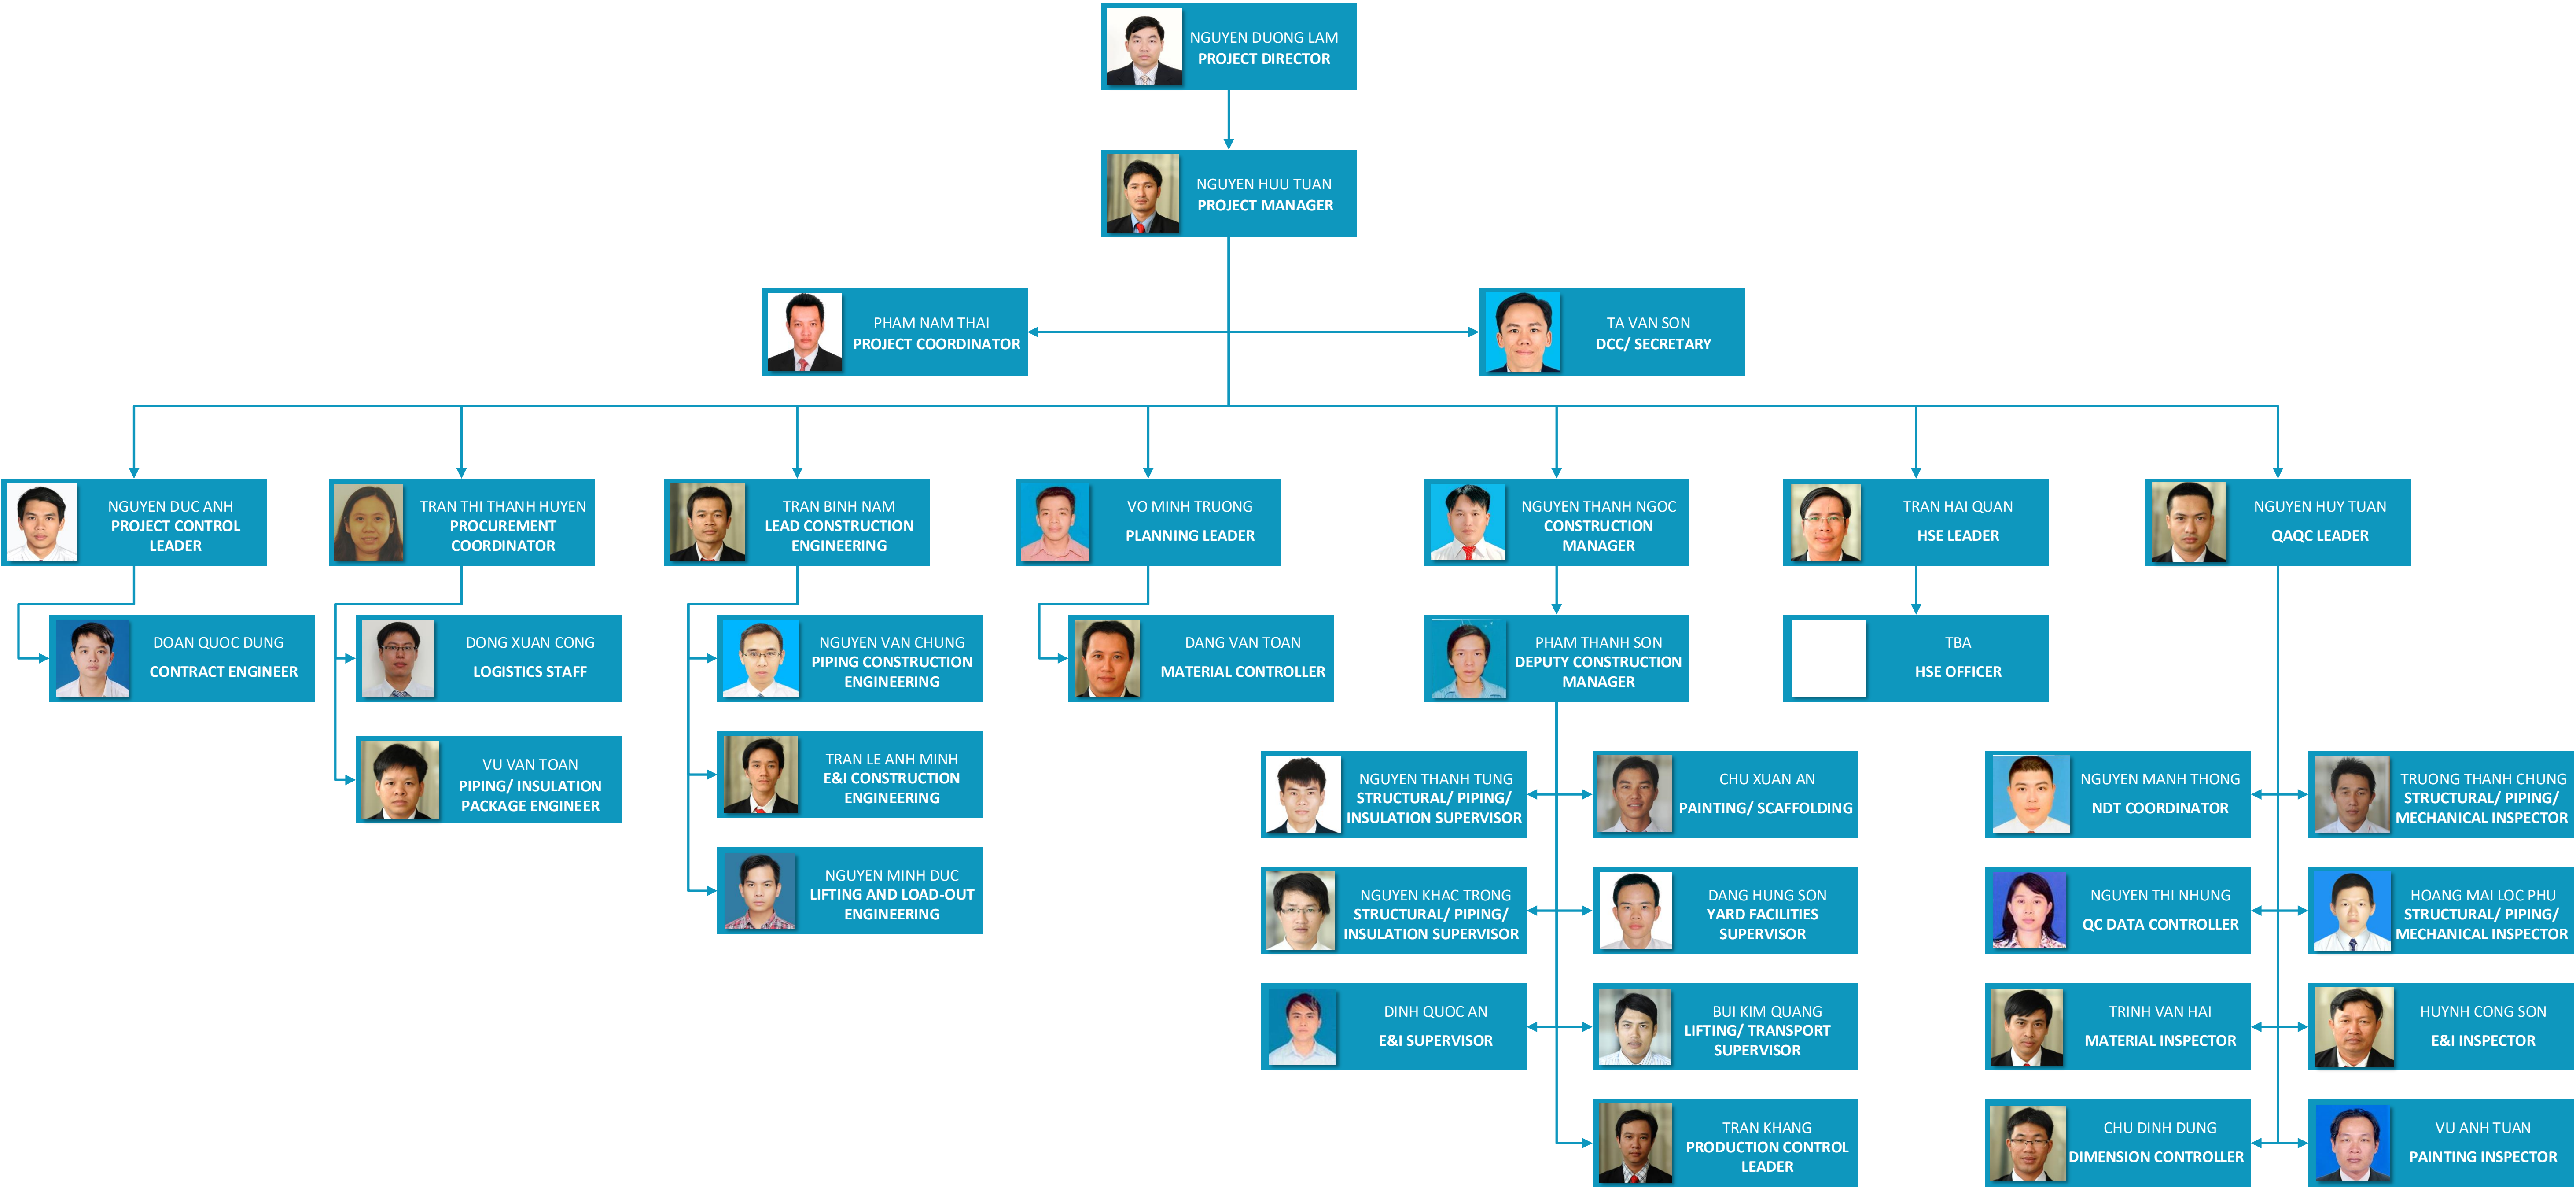 NGUYEN DUONG LAM
PROJECT DIRECTOR
NGUYEN HUU TUAN
PROJECT MANAGER
PHAM NAM THAI
PROJECT COORDINATOR
TA VAN SON
DCC/ SECRETARY
NGUYEN DUC ANH
PROJECT CONTROL
LEADER
TRAN THI THANH HUYEN
PROCUREMENT
COORDINATOR
TRAN BINH NAM
LEAD CONSTRUCTION
ENGINEERING
VO MINH TRUONG
PLANNING LEADER
NGUYEN THANH NGOC
CONSTRUCTION
MANAGER
TRAN HAI QUAN
HSE LEADER
NGUYEN HUY TUAN
QAQC LEADER
DOAN QUOC DUNG
CONTRACT ENGINEER
DONG XUAN CONG
LOGISTICS STAFF
NGUYEN VAN CHUNG
PIPING CONSTRUCTION
ENGINEERING
DANG VAN TOAN
MATERIAL CONTROLLER
PHAM THANH SON
DEPUTY CONSTRUCTION
MANAGER
TBA
HSE OFFICER
VU VAN TOAN
PIPING/ INSULATION
PACKAGE ENGINEER
TRAN LE ANH MINH
E&I CONSTRUCTION
ENGINEERING
NGUYEN THANH TUNG
STRUCTURAL/ PIPING/
INSULATION SUPERVISOR
CHU XUAN AN
PAINTING/ SCAFFOLDING
NGUYEN MANH THONG
NDT COORDINATOR
TRUONG THANH CHUNG
STRUCTURAL/ PIPING/
MECHANICAL INSPECTOR
NGUYEN MINH DUC
LIFTING AND LOAD-OUT
ENGINEERING
NGUYEN KHAC TRONG
STRUCTURAL/ PIPING/
INSULATION SUPERVISOR
DANG HUNG SON
YARD FACILITIES
SUPERVISOR
NGUYEN THI NHUNG
QC DATA CONTROLLER
HOANG MAI LOC PHU
STRUCTURAL/ PIPING/
MECHANICAL INSPECTOR
DINH QUOC AN
E&I SUPERVISOR
BUI KIM QUANG
LIFTING/ TRANSPORT
SUPERVISOR
TRINH VAN HAI
MATERIAL INSPECTOR
HUYNH CONG SON
E&I INSPECTOR
TRAN KHANG
PRODUCTION CONTROL
LEADER
CHU DINH DUNG
DIMENSION CONTROLLER
VU ANH TUAN
PAINTING INSPECTOR